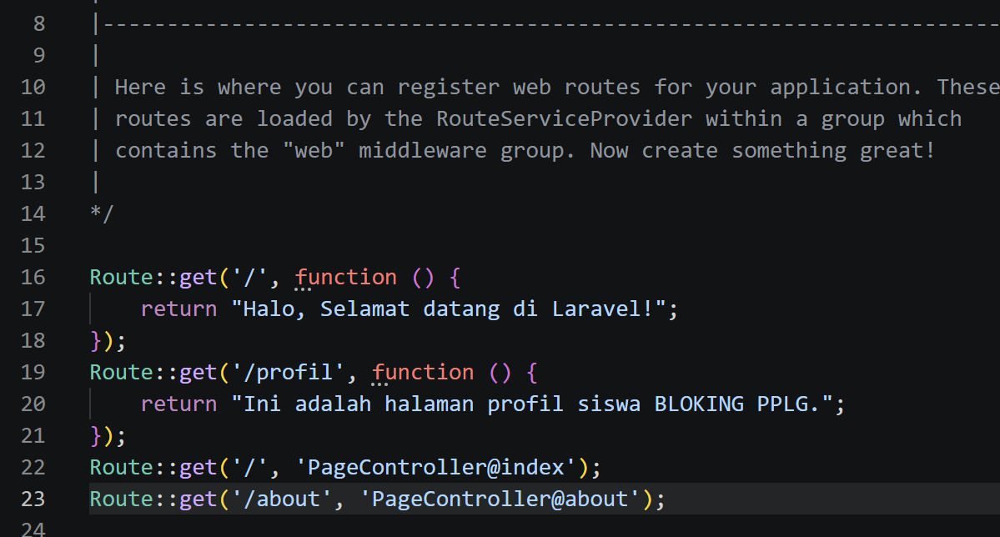 8 |-------------------------------------------------------------------------
9 |
10 | Here is where you can register web routes for your application. These
11 | routes are loaded by the RouteServiceProvider within a group which
12 | contains the "web" middleware group. Now create something great!
13 |
14 */
15
16 Route::get('/', function () {
17     return "Halo, Selamat datang di Laravel!";
18 });
19 Route::get('/profil', function () {
20     return "Ini adalah halaman profil siswa BLOKING PPLG.";
21 });
22 Route::get('/', 'PageController@index');
23 Route::get('/about', 'PageController@about');
24